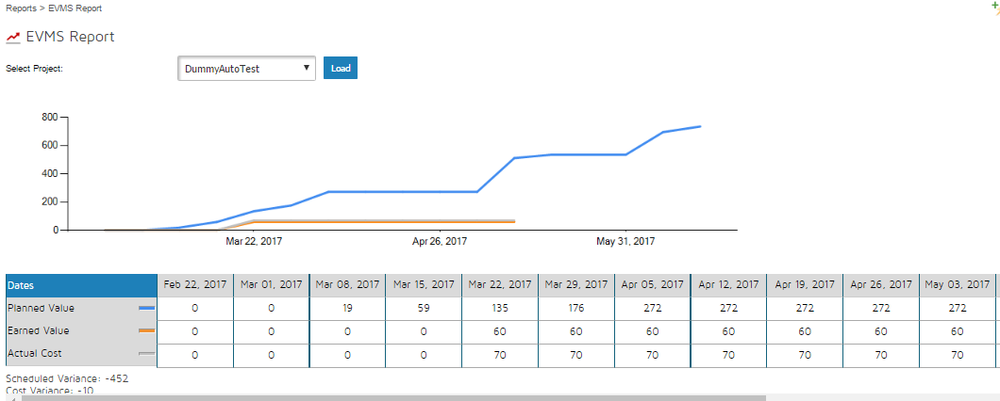 Reports > EVMS Report
EVMS Report
Select Project:
DummyAutoTest
Load
800
600
400
200
0
Mar 22, 2017 Apr 26, 2017 May 31, 2017
Dates Feb 22, 2017 Mar 01, 2017 Mar 08, 2017 Mar 15, 2017 Mar 22, 2017 Mar 29, 2017 Apr 05, 2017 Apr 12, 2017 Apr 19, 2017 Apr 26, 2017 May 03, 2017
Planned Value 0 0 19 59 135 176 272 272 272 272 272
Earned Value 0 0 0 0 60 60 60 60 60 60 60
Actual Cost 0 0 0 0 70 70 70 70 70 70 70
Scheduled Variance: -452
Cost Variance: -10